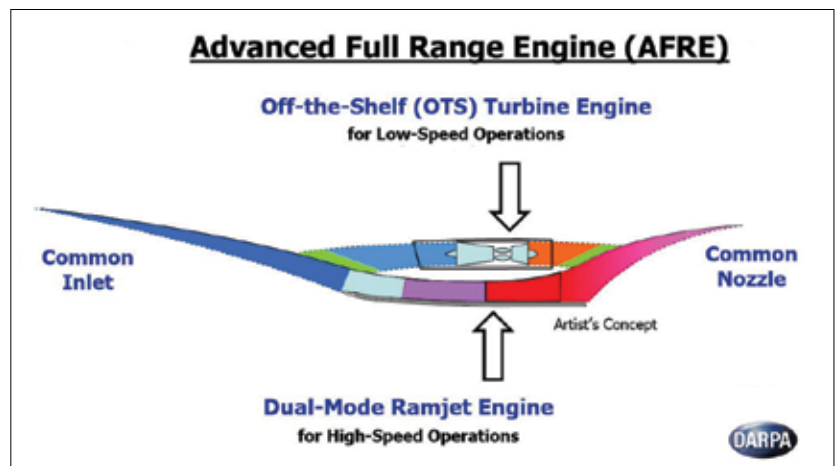 Advanced Full Range Engine (AFRE)
Off-the-Shelf (OTS) Turbine Engine
for Low-Speed Operations
Common
Inlet
Common
Nozzle
Artist's Concept
Dual-Mode Ramjet Engine
for High-Speed Operations
DARPA